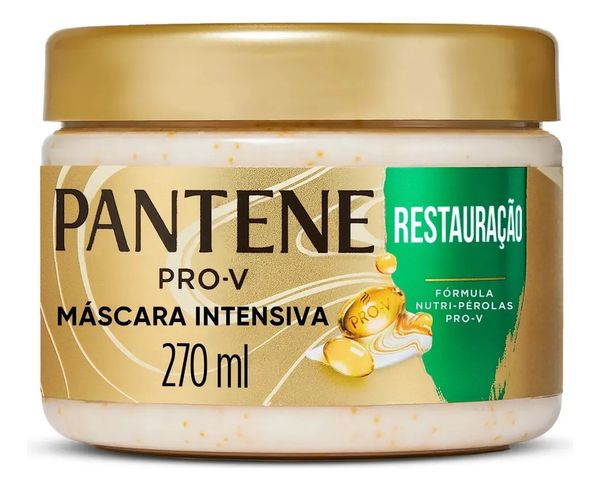 PANTENE
PRO-V
MÁSCARA INTENSIVA
270 ml
RESTAURAÇÃO
FÓRMULA
NUTRI-PÉROLAS
PRO-V
PRO-V